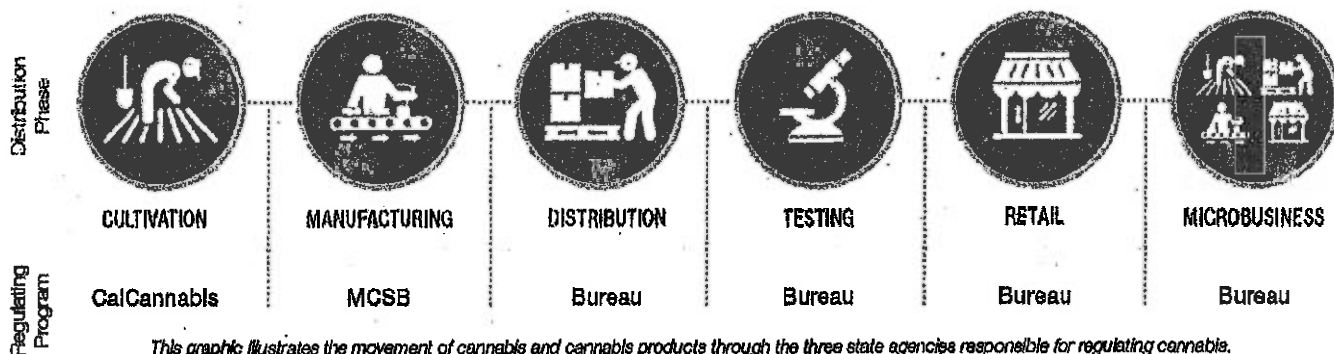 Distribution
Phase
CULTIVATION
MANUFACTURING
DISTRIBUTION
TESTING
RETAIL
MICROBUSINESS
Regulating
Program
CalCannabis
MCSB
Bureau
Bureau
Bureau
Bureau
This graphic illustrates the movement of cannabis and cannabis products through the three state agencies responsible for regulating cannabis.